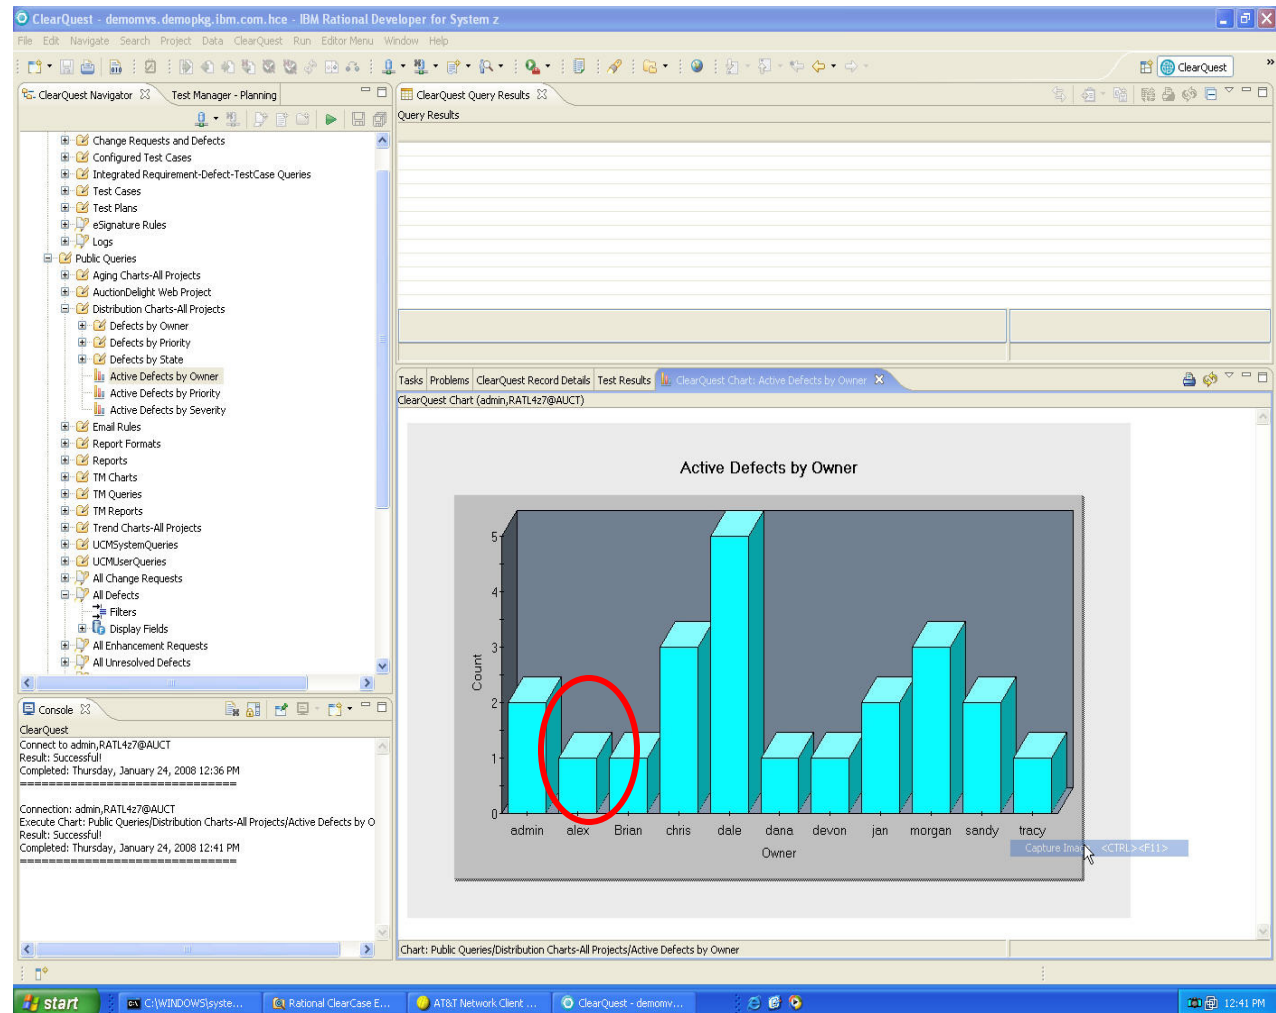 ClearQuest - demomvs.demopkg.ibm.com.hce - IBM Rational Developer for System z
File Edit Navigate Search Project Data ClearQuest Run Editor Menu Window Help
ClearQuest
»
ClearQuest Navigator
Test Manager - Planning
Change Requests and Defects
Configured Test Cases
Integrated Requirement-Defect-TestCase Queries
Test Cases
Test Plans
eSignature Rules
Logs
Public Queries
Aging Charts-All Projects
AuctionDelight Web Project
Distribution Charts-All Projects
Defects by Owner
Defects by Priority
Defects by State
Active Defects by Owner
Active Defects by Priority
Active Defects by Severity
Email Rules
Report Formats
Reports
TM Charts
TM Queries
TM Reports
Trend Charts-All Projects
UCMSystemQueries
UCMUserQueries
All Change Requests
All Defects
Filters
Display Fields
All Enhancement Requests
All Unresolved Defects
Console
ClearQuest
Connect to admin,RATL4z7@AUCT
Result: Successful!
Completed: Thursday, January 24, 2008 12:36 PM
================================
Connection: admin,RATL4z7@AUCT
Execute Chart: Public Queries/Distribution Charts-All Projects/Active Defects by O
Result: Successful!
Completed: Thursday, January 24, 2008 12:41 PM
================================
ClearQuest Query Results
Query Results
Tasks Problems ClearQuest Record Details Test Results ClearQuest Chart: Active Defects by Owner
ClearQuest Chart (admin,RATL4z7@AUCT)
Active Defects by Owner
5
4
3
2
1
0
Count
admin alex Brian chris dale dana devon jan morgan sandy tracy
Owner
Capture Imag <CTRL><F11>
Chart: Public Queries/Distribution Charts-All Projects/Active Defects by Owner
start
C:\WINDOWS\syste...
Rational ClearCase E...
AT&T Network Client ...
ClearQuest - demomv...
12:41 PM